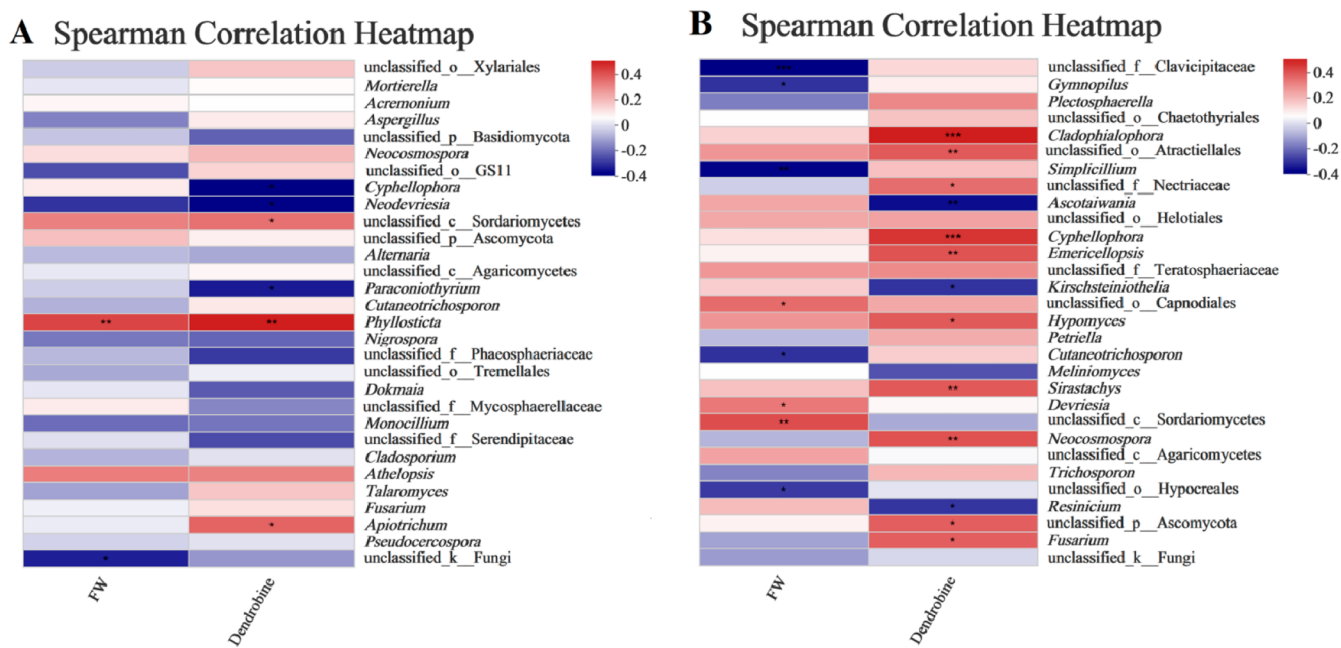 A Spearman Correlation Heatmap
unclassified_o__Xylariales
Mortierella
Acremonium
Aspergillus
unclassified_p__Basidiomycota
Neocosmospora
unclassified_o__GS11
Cyphellophora
*
Neodevriesia
*
unclassified_c__Sordariomycetes
*
unclassified_p__Ascomycota
Alternaria
unclassified_c__Agaricomycetes
Paraconiothyrium
*
Cutaneotrichosporon
** ** Phyllosticta
Nigrospora
unclassified_f__Phaeosphaeriaceae
unclassified_o__Tremellales
Dokmaia
unclassified_f__Mycosphaerellaceae
Monocillium
unclassified_f__Serendipitaceae
Cladosporium
Athelopsis
Talaromyces
Fusarium
* Apiotrichum
Pseudocercospora
* unclassified_k__Fungi
FW
Dendrobine
0.4
0.2
0
-0.2
-0.4
B Spearman Correlation Heatmap
*** unclassified_f__Clavicipitaceae
* Gymnopilus
Plectosphaerella
unclassified_o__Chaetothyriales
*** Cladophialophora
** unclassified_o__Atractiellales
** Simplicillium
* unclassified_f__Nectriaceae
** Ascotaiwania
unclassified_o__Helotiales
*** Cyphellophora
** Emericellopsis
unclassified_f__Teratosphaeriaceae
* Kirschsteiniothelia
* unclassified_o__Capnodiales
* Hypomyces
Petriella
* Cutaneotrichosporon
Meliniomyces
** Sirastachys
* Devriesia
** unclassified_c__Sordariomycetes
** Neocosmospora
unclassified_c__Agaricomycetes
Trichosporon
* unclassified_o__Hypocreales
* Resinicium
* unclassified_p__Ascomycota
* Fusarium
unclassified_k__Fungi
FW
Dendrobine
0.4
0.2
0
-0.2
-0.4